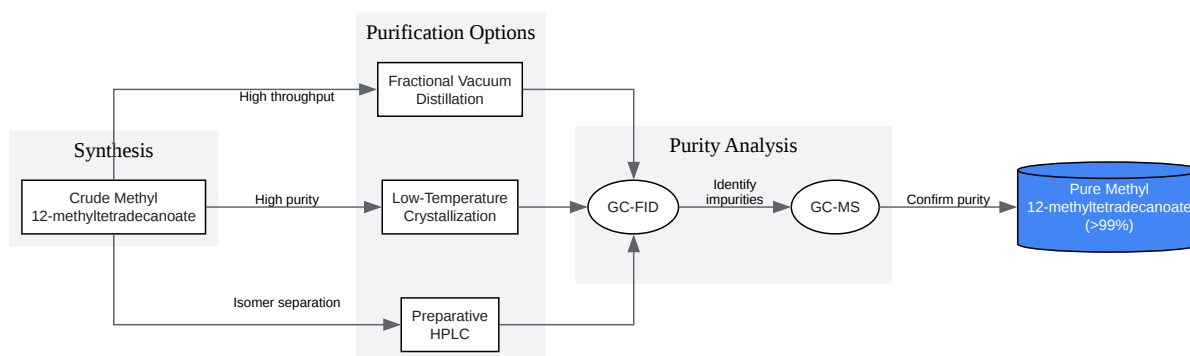 Purification Options
Fractional Vacuum
Distillation
High throughput
Synthesis
Crude Methyl
12-methyltetradecanoate
High purity
Low-Temperature
Crystallization
Isomer separation
Preparative
HPLC
Purity Analysis
GC-FID
Identify
impurities
GC-MS
Confirm purity
Pure Methyl
12-methyltetradecanoate
(>99%)